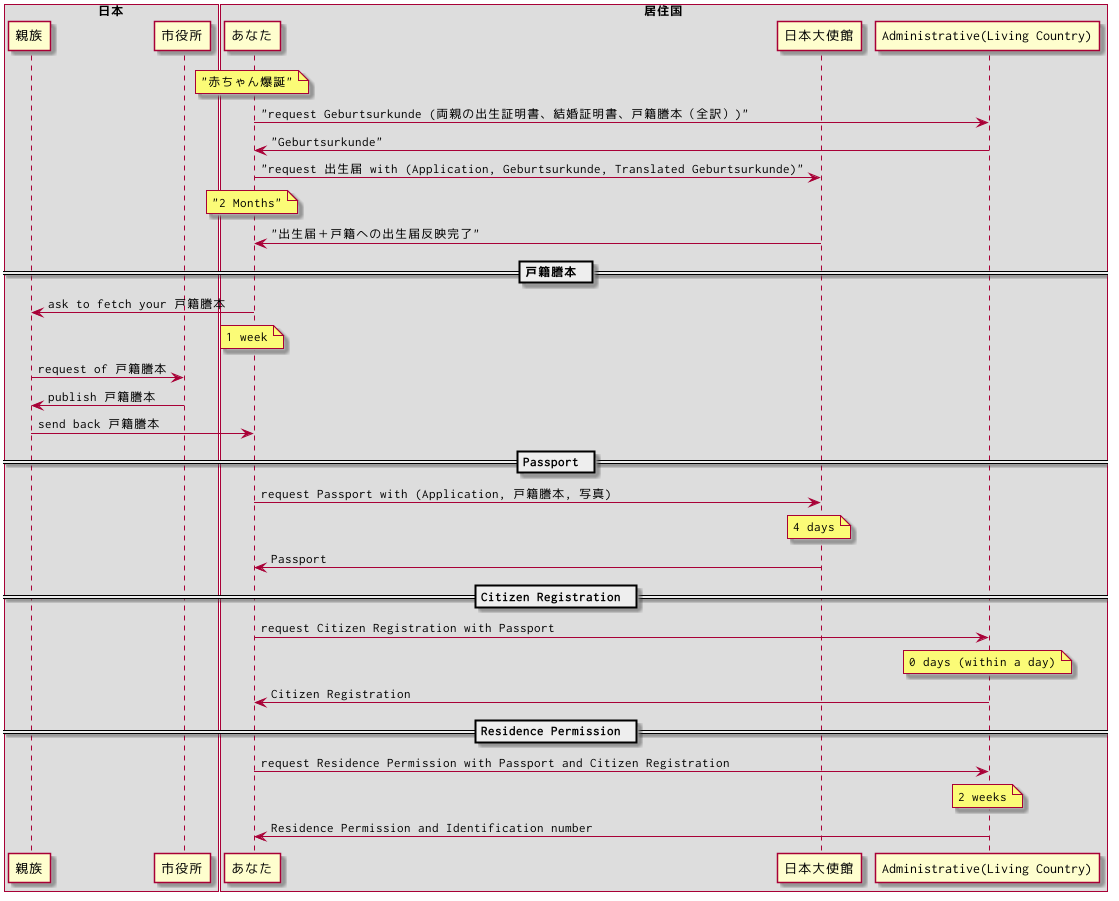 日本
居住国
親族
市役所
あなた
日本大使館
Administrative(Living Country)
"赤ちゃん爆誕"
"request Geburtsurkunde (両親の出生証明書、結婚証明書、戸籍謄本（全訳）)"
"Geburtsurkunde"
"request 出生届 with (Application, Geburtsurkunde, Translated Geburtsurkunde)"
"2 Months"
"出生届＋戸籍への出生届反映完了"
戸籍謄本
ask to fetch your 戸籍謄本
1 week
request of 戸籍謄本
publish 戸籍謄本
send back 戸籍謄本
Passport
request Passport with (Application, 戸籍謄本, 写真)
4 days
Passport
Citizen Registration
request Citizen Registration with Passport
0 days (within a day)
Citizen Registration
Residence Permission
request Residence Permission with Passport and Citizen Registration
2 weeks
Residence Permission and Identification number
親族
市役所
あなた
日本大使館
Administrative(Living Country)